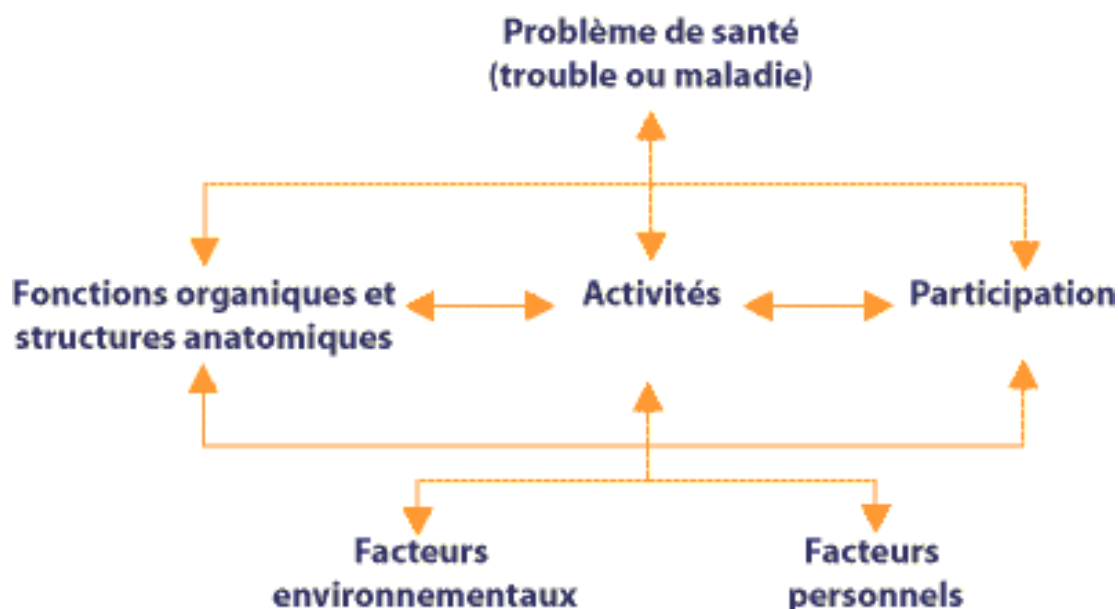 Problème de santé
(trouble ou maladie)
Fonctions organiques et
structures anatomiques
Activités
Participation
Facteurs
environnementaux
Facteurs
personnels